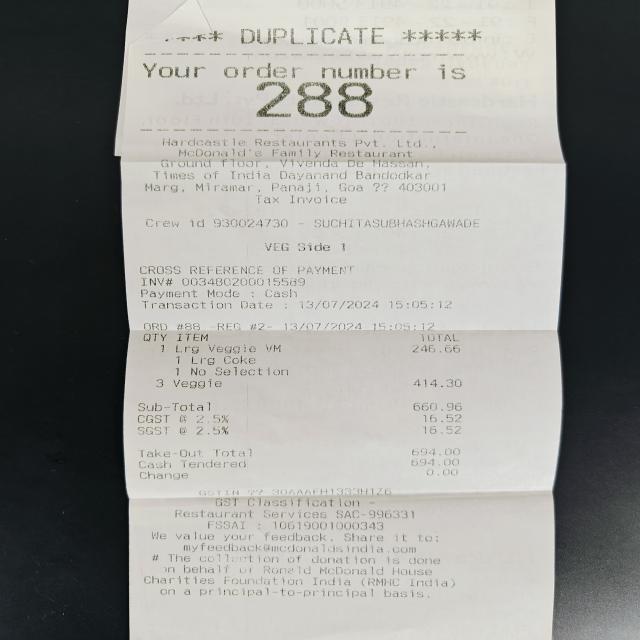 **** DUPLICATE *****
Your order number is
288
Hardcastle Restaurants Pvt. Ltd.,
McDonald's Family Restaurant
Ground Floor, Vivenda De Hassan,
Times of India Dayanand Bandodkar
Marg, Miramar, Panaji, Goa ?? 403001
Tax Invoice
Crew id 930024730 - SUCHITASUBHASHGAWADE
VEG Side 1
CROSS REFERENCE OF PAYMENT
INV# 003480200015589
Payment Mode : Cash
Transaction Date : 13/07/2024 15:05:12
ORD #88 -REG #2- 13/07/2024 15:05:12
QTY ITEM TOTAL
1 Lrg Veggie VM 246.66
1 Lrg Coke
1 No Selection
3 Veggie 414.30
Sub-Total 660.96
CGST @ 2.5% 16.52
SGST @ 2.5% 16.52
Take-Out Total 694.00
Cash Tendered 694.00
Change 0.00
GSTIN ??
GST Classification -
Restaurant Services SAC-996331
FSSAI : 10619001000343
We value your feedback. Share it to:
myfeedback@mcdonaldsindia.com
# The collection of donation is done
on behalf of Ronald McDonald House
Charities Foundation India (RMHC India)
on a principal-to-principal basis.